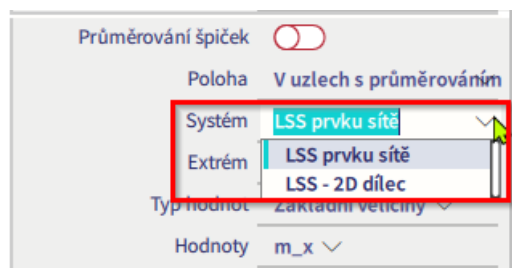 Průměrování špiček
Poloha V uzlech s průměrováním
Systém LSS prvku sítě
LSS prvku sítě
Extrém
LSS - 2D dílec
Typ hodnot Základní veličiny
Hodnoty m_x